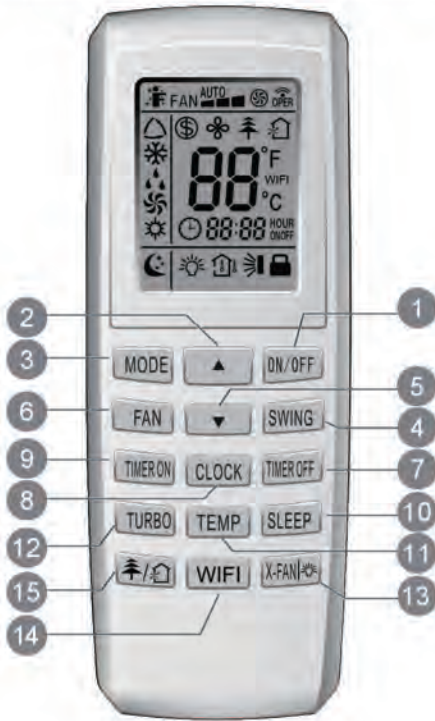 FAN AUTO OPER
88 °F
WIFI
°C
88:88 HOUR
ON/OFF
2
1
3 MODE ▲ ON/OFF
5
6 FAN ▼ SWING
4
9 TIMER ON CLOCK TIMER OFF
7
8
10
12 TURBO TEMP SLEEP
11
15 WIFI X-FAN
13
14